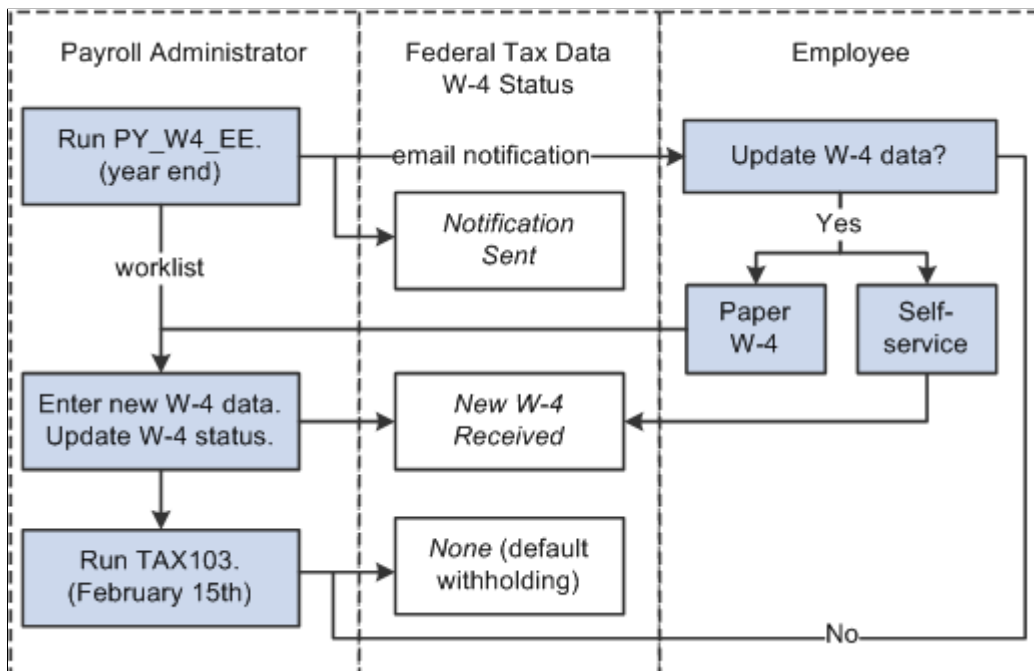 Payroll Administrator
Federal Tax Data
W-4 Status
Employee
Run PY_W4_EE.
(year end)
email notification
Update W-4 data?
Notification
Sent
Yes
worklist
Paper
W-4
Self-
service
Enter new W-4 data.
Update W-4 status.
New W-4
Received
Run TAX103.
(February 15th)
None (default
withholding)
No